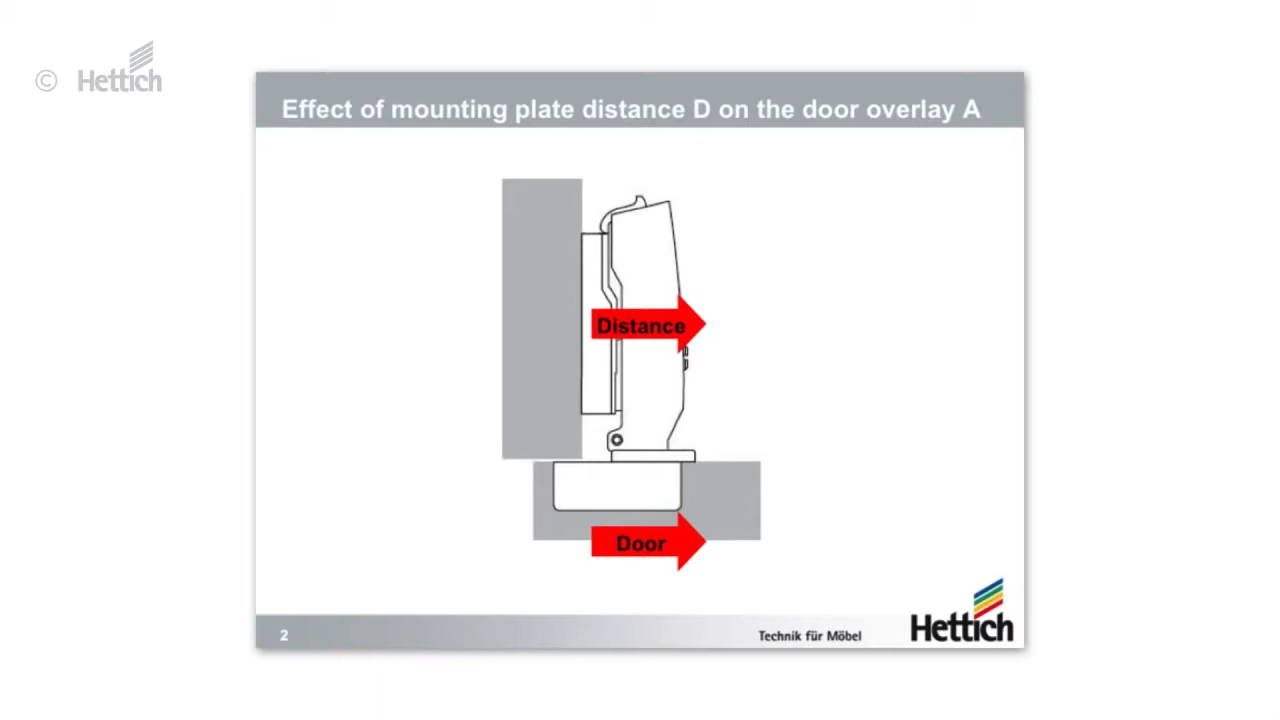 © Hettich
Effect of mounting plate distance D on the door overlay A
Distance
Door
2
Technik für Möbel
Hettich